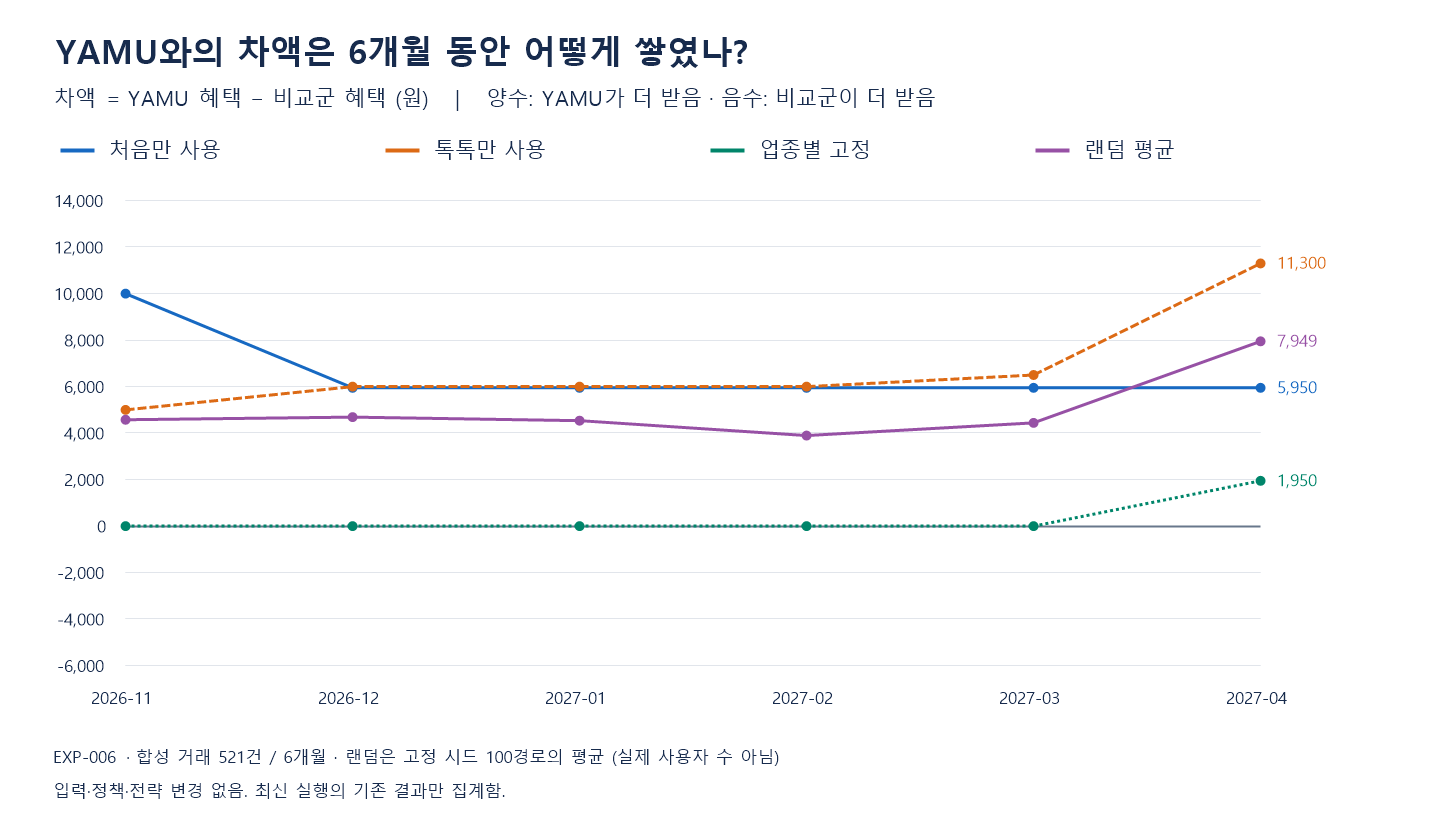 YAMU와의 차액은 6개월 동안 어떻게 쌓였나?
차액 = YAMU 혜택 − 비교군 혜택 (원) | 양수: YAMU가 더 받음 · 음수: 비교군이 더 받음
처음만 사용 톡톡만 사용 업종별 고정 랜덤 평균
14,000
12,000
11,300
10,000
8,000
7,949
6,000
5,950
4,000
2,000
1,950
0
-2,000
-4,000
-6,000
2026-11 2026-12 2027-01 2027-02 2027-03 2027-04
EXP-006 · 합성 거래 521건 / 6개월 · 랜덤은 고정 시드 100경로의 평균 (실제 사용자 수 아님)
입력·정책·전략 변경 없음. 최신 실행의 기존 결과만 집계함.